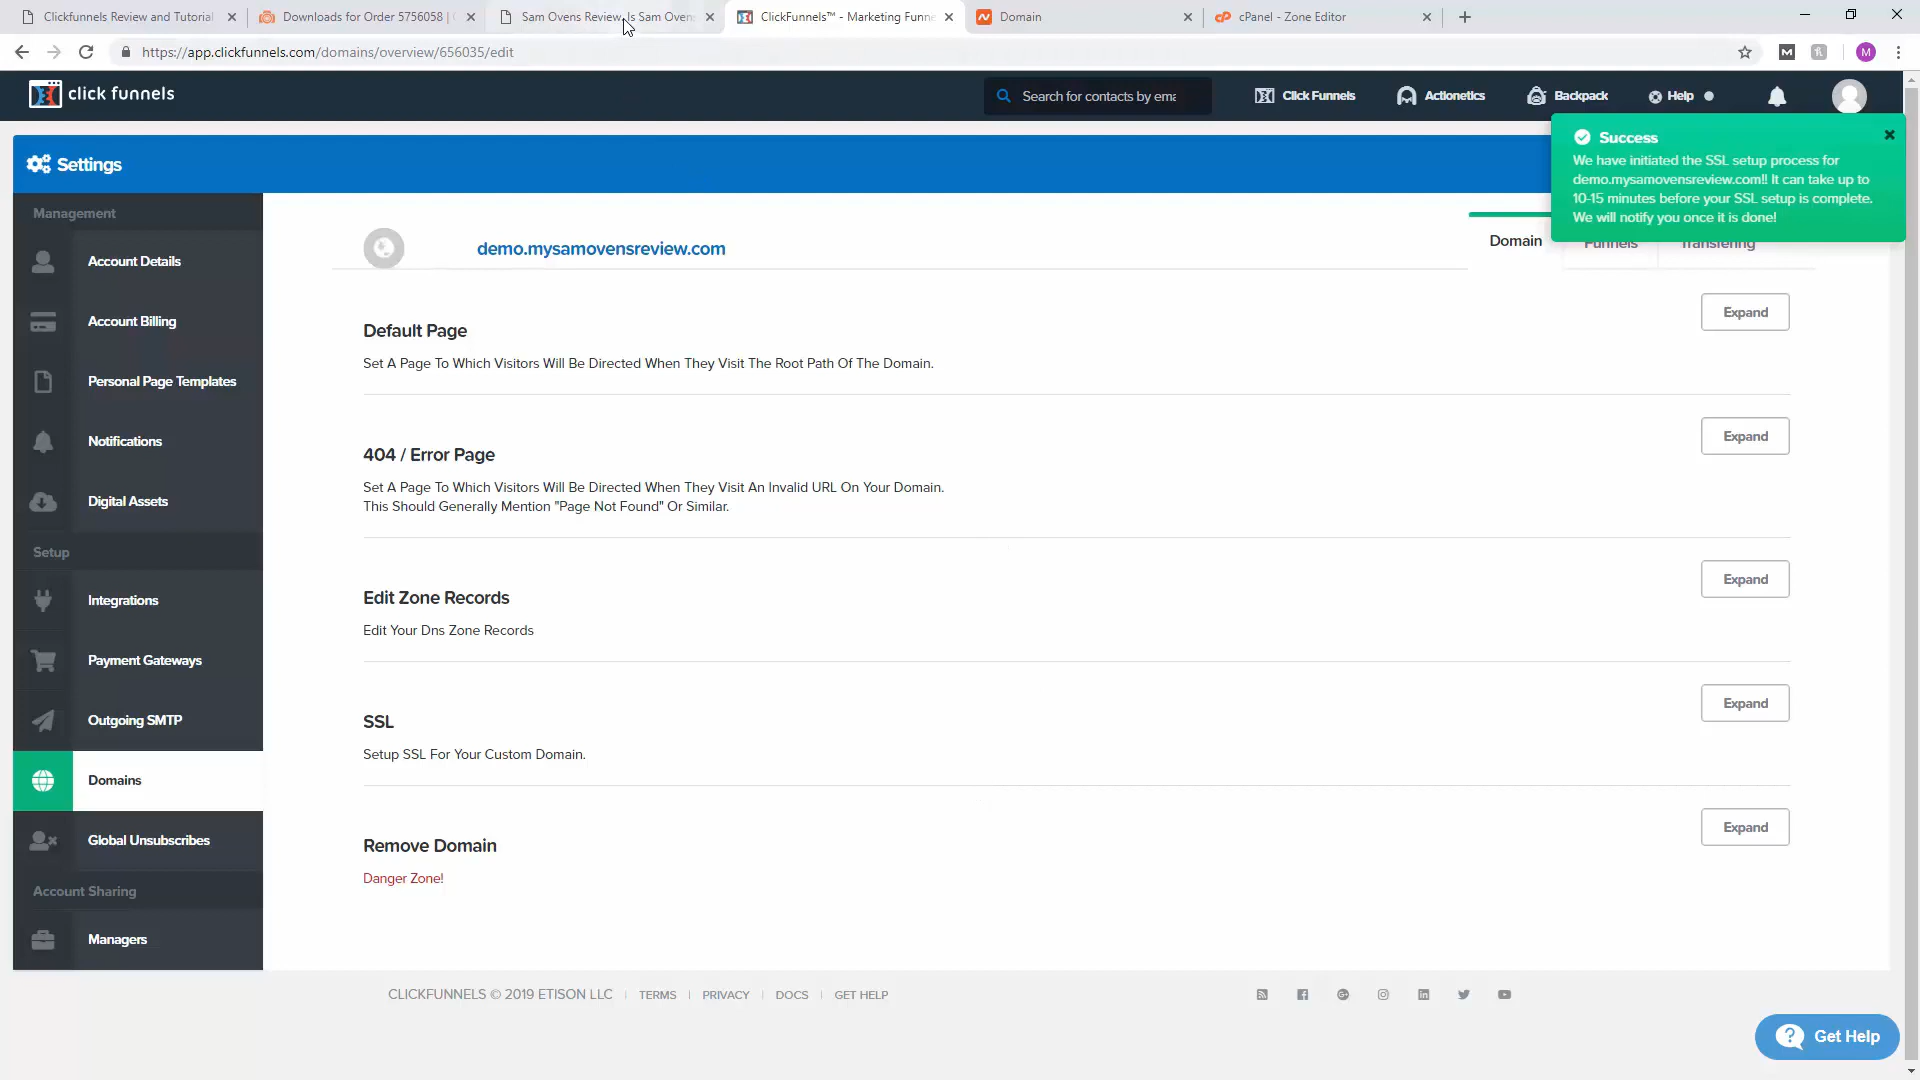 Clickfunnels Review and Tutorial
Downloads for Order 5756058 |
Sam Ovens Review, Is Sam Ovens
ClickFunnels™ - Marketing Funne
Domain
cPanel - Zone Editor
https://app.clickfunnels.com/domains/overview/656035/edit
M
M
click funnels
Search for contacts by ema
Click Funnels
Actionetics
Backpack
Help
Settings
Success
We have initiated the SSL setup process for
demo.mysamovensreview.com!! It can take up to
10-15 minutes before your SSL setup is complete.
We will notify you once it is done!
Management
Account Details
Account Billing
Personal Page Templates
Notifications
Digital Assets
Setup
Integrations
Payment Gateways
Outgoing SMTP
Domains
Global Unsubscribes
Account Sharing
Managers
demo.mysamovensreview.com
Domain
Funnels
Transfering
Default Page
Set A Page To Which Visitors Will Be Directed When They Visit The Root Path Of The Domain.
Expand
404 / Error Page
Set A Page To Which Visitors Will Be Directed When They Visit An Invalid URL On Your Domain.
This Should Generally Mention "Page Not Found" Or Similar.
Expand
Edit Zone Records
Edit Your Dns Zone Records
Expand
SSL
Setup SSL For Your Custom Domain.
Expand
Remove Domain
Danger Zone!
Expand
CLICKFUNNELS © 2019 ETISON LLC | TERMS | PRIVACY | DOCS | GET HELP
Get Help